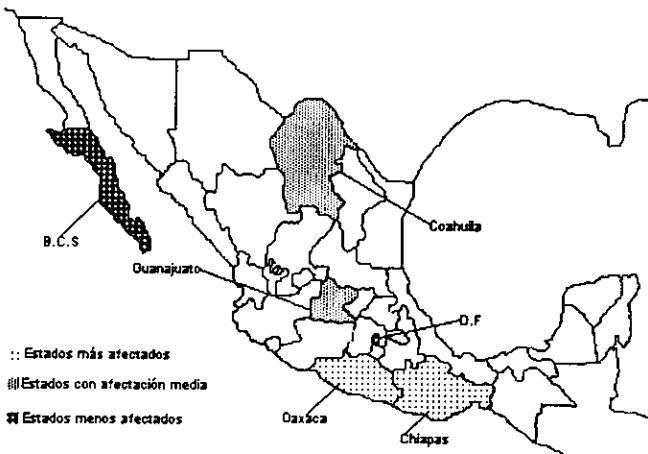 Coahuila
B.C.S
Guanajuato
D.F
Estados más afectados
Estados con afectación media
Estados menos afectados
Oaxaca
Chiapas